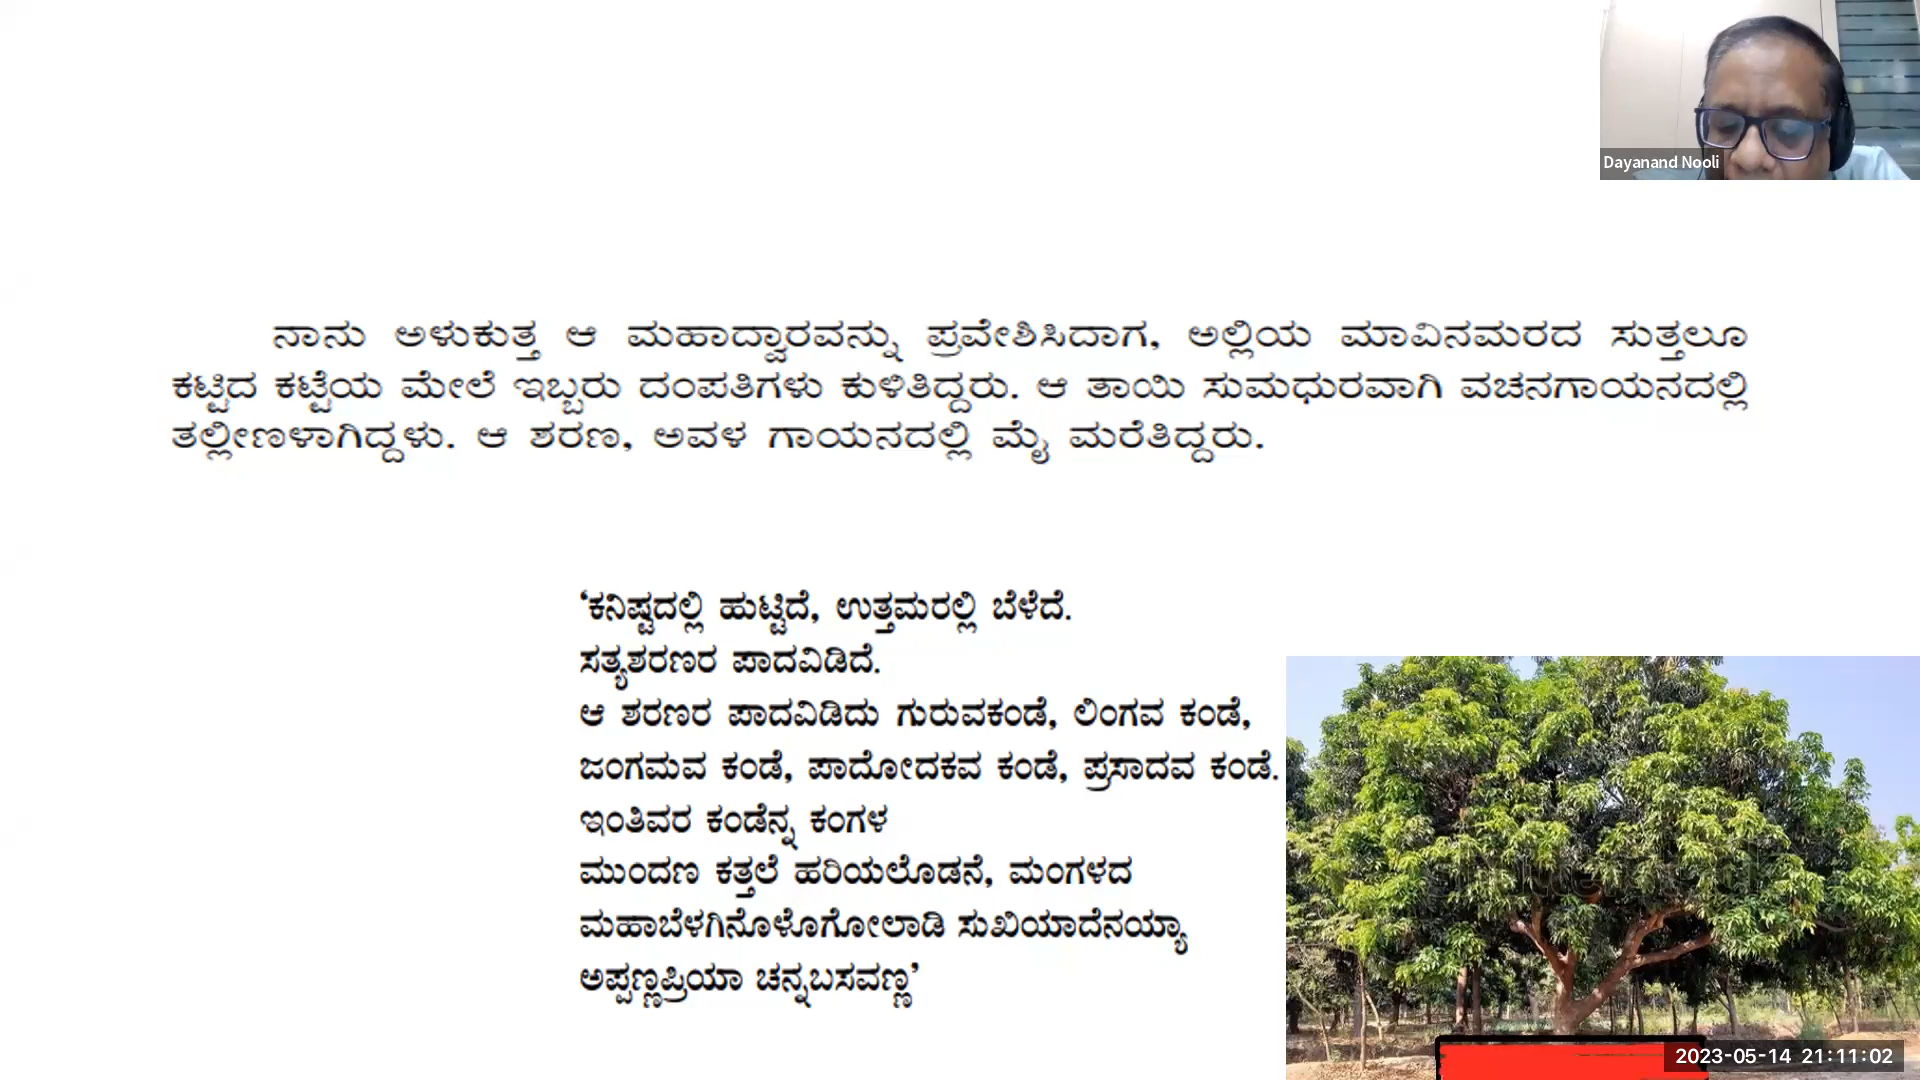 Dayanand Nooli
ನಾನು ಅಳುಕುತ್ತ ಆ ಮಹಾದ್ವಾರವನ್ನು ಪ್ರವೇಶಿಸಿದಾಗ, ಅಲ್ಲಿಯ ಮಾವಿನಮರದ ಸುತ್ತಲೂ
ಕಟ್ಟಿದ ಕಟ್ಟೆಯ ಮೇಲೆ ಇಬ್ಬರು ದಂಪತಿಗಳು ಕುಳಿತಿದ್ದರು. ಆ ತಾಯಿ ಸುಮಧುರವಾಗಿ ವಚನಗಾಯನದಲ್ಲಿ
ತಲ್ಲೀಣಳಾಗಿದ್ದಳು. ಆ ಶರಣ, ಅವಳ ಗಾಯನದಲ್ಲಿ ಮೈ ಮರೆತಿದ್ದರು.
‘ಕನಿಷ್ಟದಲ್ಲಿ ಹುಟ್ಟಿದೆ, ಉತ್ತಮರಲ್ಲಿ ಬೆಳೆದೆ.
ಸತ್ಯಶರಣರ ಪಾದವಿಡಿದೆ.
ಆ ಶರಣರ ಪಾದವಿಡಿದು ಗುರುವಕಂಡೆ, ಲಿಂಗವ ಕಂಡೆ,
ಜಂಗಮವ ಕಂಡೆ, ಪಾದೋದಕವ ಕಂಡೆ, ಪ್ರಸಾದವ ಕಂಡೆ.
ಇಂತಿವರ ಕಂಡೆನ್ನ ಕಂಗಳ
ಮುಂದಣ ಕತ್ತಲೆ ಹರಿಯಲೊಡನೆ, ಮಂಗಳದ
ಮಹಾಬೆಳಗಿನೊಳೊಗೋಲಾಡಿ ಸುಖಿಯಾದೆನಯ್ಯಾ
ಅಪ್ಪಣ್ಣಪ್ರಿಯಾ ಚನ್ನಬಸವಣ್ಣ’
2023-05-14 21:11:02